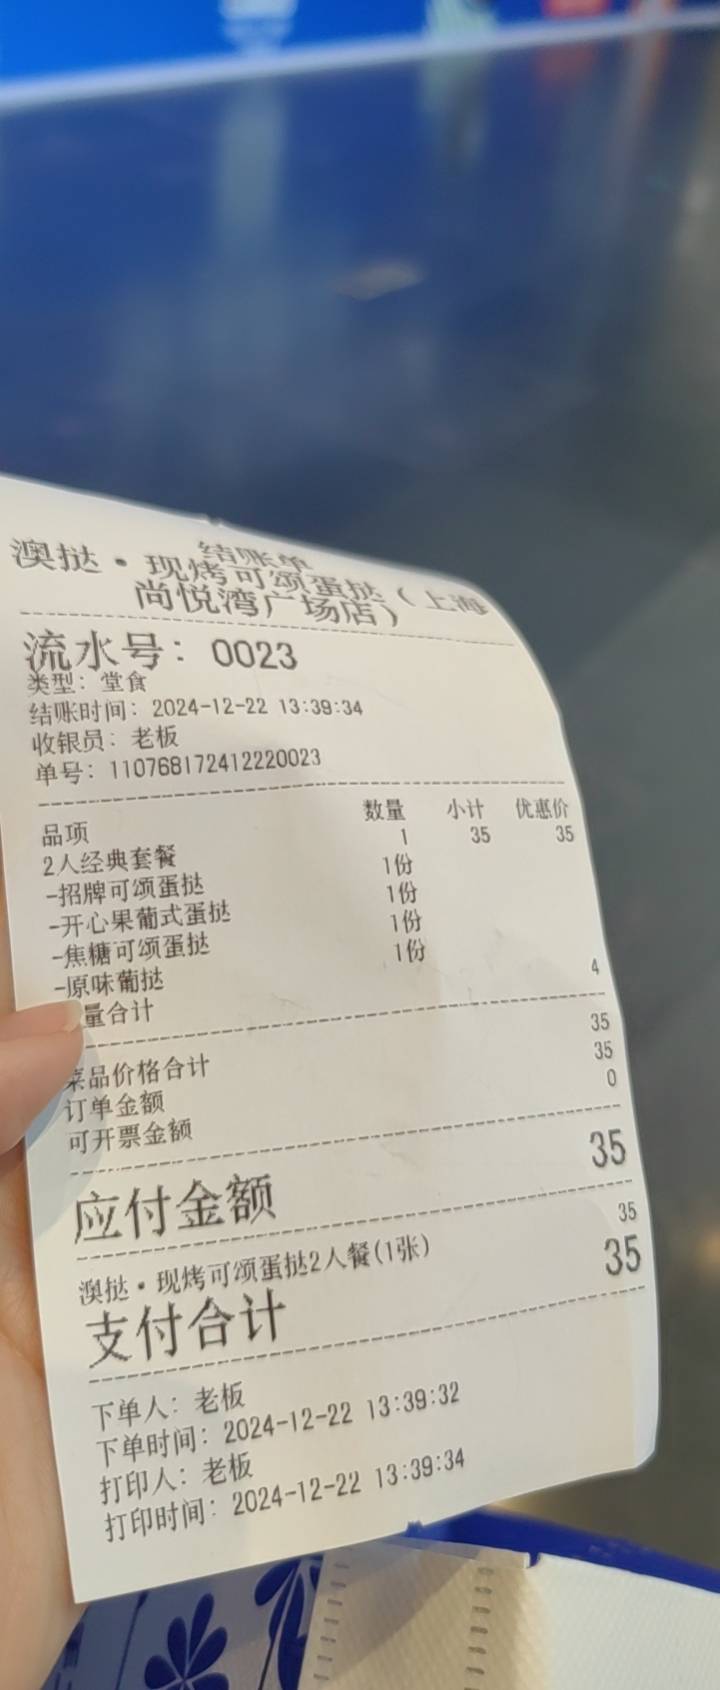 结账单
澳挞·现烤可颂蛋挞（上海
尚悦湾广场店）
流水号：0023
类型：堂食
结账时间：2024-12-22 13:39:34
收银员：老板
单号：110768172412220023
品项 数量 小计 优惠价
2人经典套餐 1 35 35
-招牌可颂蛋挞 1份
-开心果葡式蛋挞 1份
-焦糖可颂蛋挞 1份
-原味葡挞 1份
量合计 4
菜品价格合计 35
订单金额 35
可开票金额 0
应付金额 35
澳挞·现烤可颂蛋挞2人餐(1张) 35
支付合计 35
下单人：老板
下单时间：2024-12-22 13:39:32
打印人：老板
打印时间：2024-12-22 13:39:34